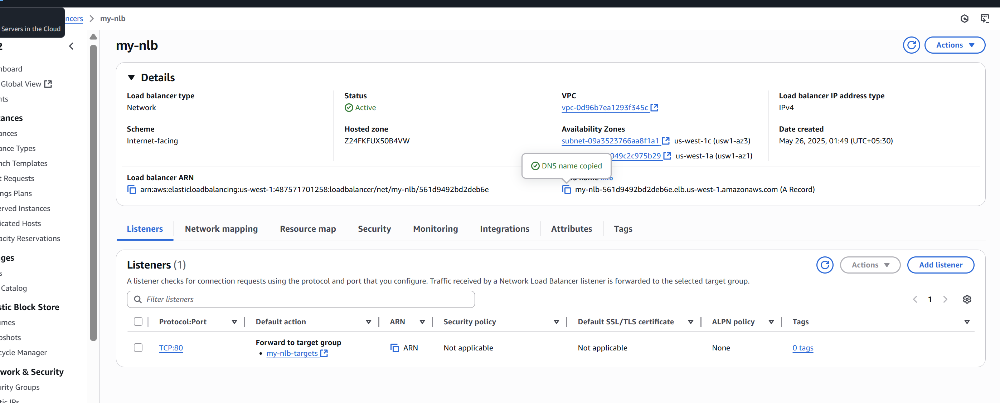 ncers > my-nlb
Servers in the Cloud
2
Global View
my-nlb
Actions
Details
Load balancer type
Network
Status
Active
VPC
vpc-0d96b7ea1293f345c
Load balancer IP address type
IPv4
Scheme
Internet-facing
Hosted zone
Z24FKFUX50B4VW
Availability Zones
subnet-09a3523766aa8f1a1 us-west-1c (usw1-az3)
049c2c975b29 us-west-1a (usw1-az1)
Date created
May 26, 2025, 01:49 (UTC+05:30)
DNS name copied
Load balancer ARN
arn:aws:elasticloadbalancing:us-west-1:487571701258:loadbalancer/net/my-nlb/561d9492bd2deb6e
name Info
my-nlb-561d9492bd2deb6e.elb.us-west-1.amazonaws.com (A Record)
nboard
nts
tances
ances
ance Types
nch Templates
t Requests
ngs Plans
erved Instances
icated Hosts
acity Reservations
ges
s
Catalog
stic Block Store
umes
pshots
cycle Manager
work & Security
urity Groups
tic IPs
Listeners
Network mapping
Resource map
Security
Monitoring
Integrations
Attributes
Tags
Listeners (1)
Actions
Add listener
A listener checks for connection requests using the protocol and port that you configure. Traffic received by a Network Load Balancer listener is forwarded to the selected target group.
Filter listeners
1
Protocol:Port
Default action
ARN
Security policy
Default SSL/TLS certificate
ALPN policy
Tags
TCP:80
Forward to target group
• my-nlb-targets
ARN
Not applicable
Not applicable
None
0 tags